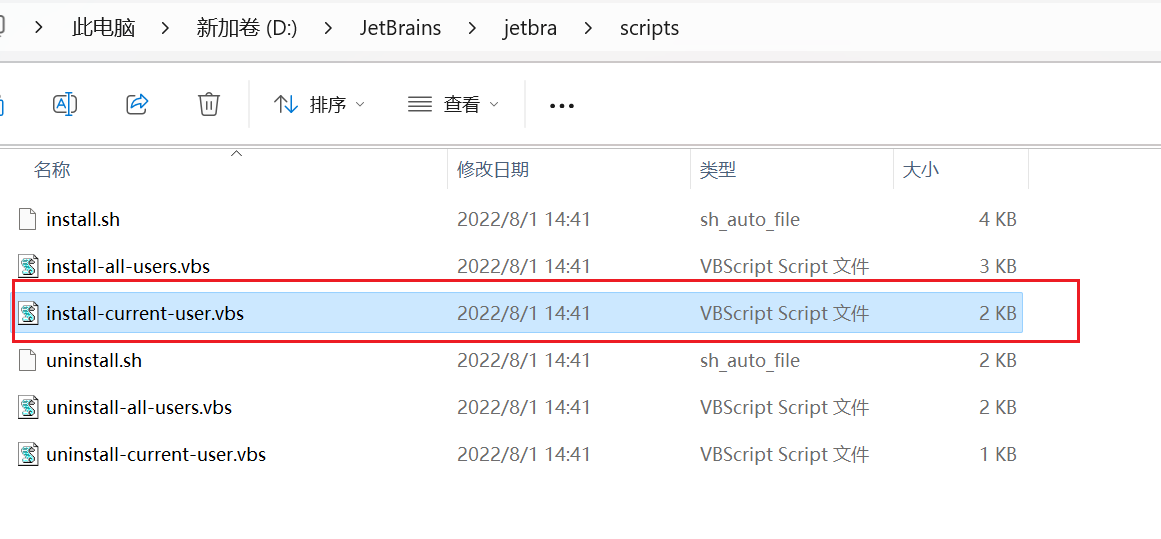 此电脑 > 新加卷 (D:) > JetBrains > jetbra > scripts
排序 查看
名称 修改日期 类型 大小
install.sh 2022/8/1 14:41 sh_auto_file 4 KB
install-all-users.vbs 2022/8/1 14:41 VBScript Script 文件 3 KB
install-current-user.vbs 2022/8/1 14:41 VBScript Script 文件 2 KB
uninstall.sh 2022/8/1 14:41 sh_auto_file 2 KB
uninstall-all-users.vbs 2022/8/1 14:41 VBScript Script 文件 2 KB
uninstall-current-user.vbs 2022/8/1 14:41 VBScript Script 文件 1 KB